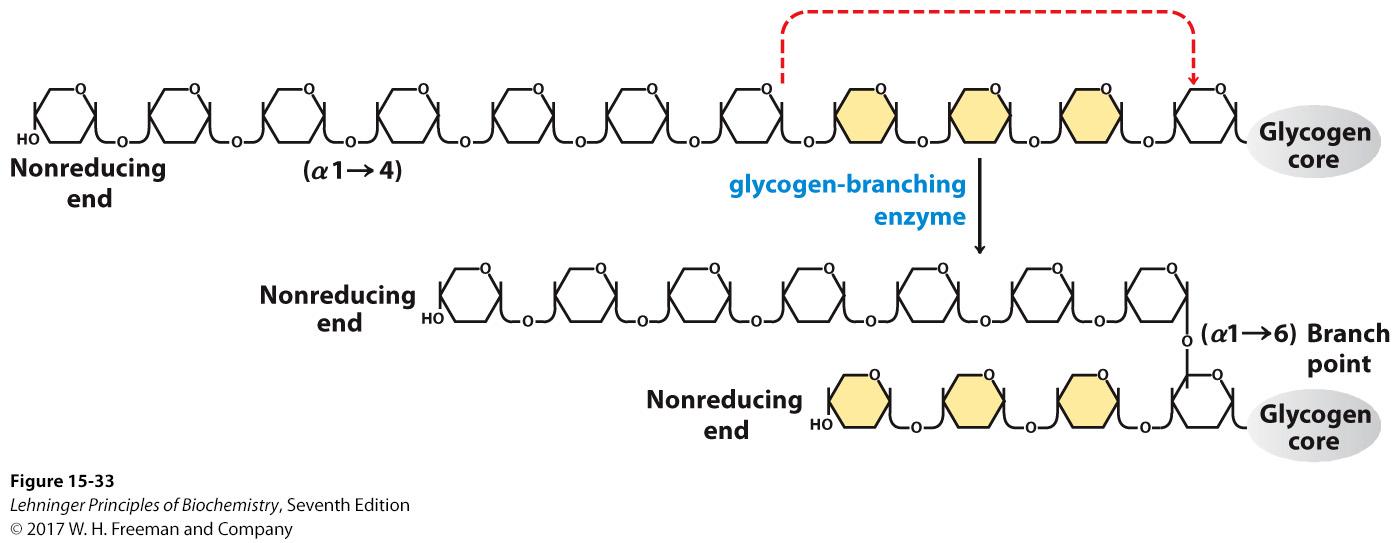 O O O O O O O O O O O
HO O O O O O O O O O O
Glycogen
core
Nonreducing
end
(α1→4)
glycogen-branching
enzyme
O O O O O O O
Nonreducing
end
HO O O O O O O
O
(α1→6) Branch
point
O O O O
Nonreducing
end
HO O O O
Glycogen
core
Figure 15-33
Lehninger Principles of Biochemistry, Seventh Edition
© 2017 W. H. Freeman and Company